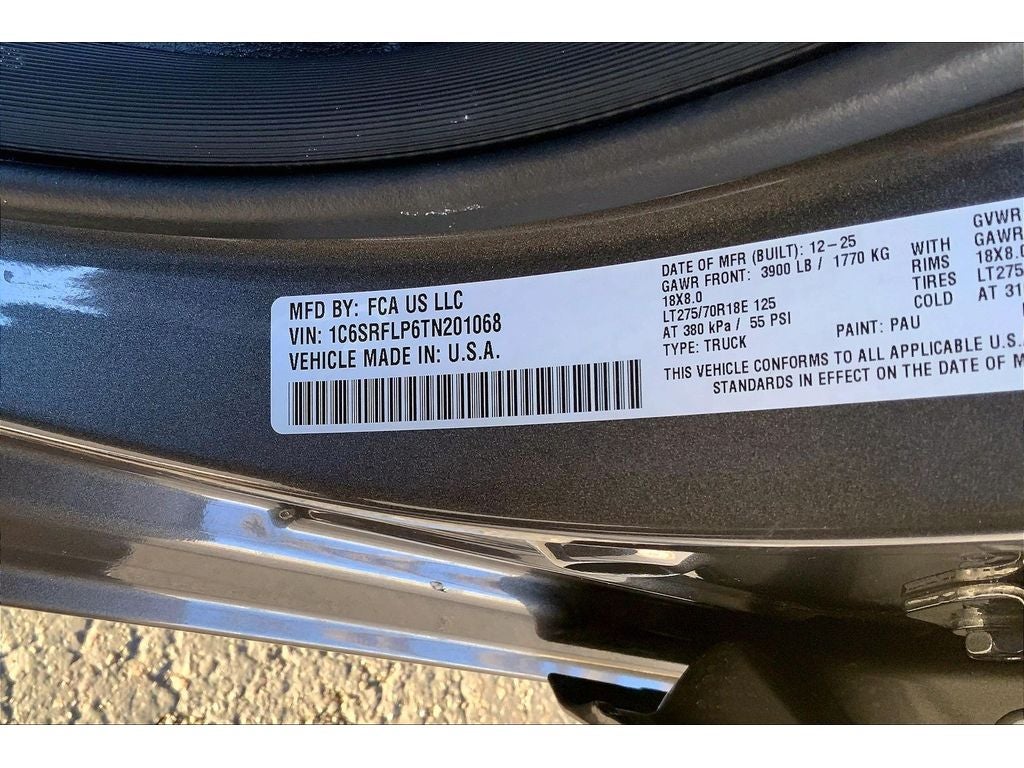 MFD BY: FCA US LLC
VIN: 1C6SRFLP6TN201068
VEHICLE MADE IN: U.S.A.
DATE OF MFR (BUILT): 12-25
GAWR FRONT: 3900 LB / 1770 KG
18X8.0
LT275/70R18E 125
AT 380 kPa / 55 PSI
TYPE: TRUCK
PAINT: PAU
WITH
RIMS
TIRES
COLD
GVWR
GAWR
18X8.0
LT275
AT 31
THIS VEHICLE CONFORMS TO ALL APPLICABLE U.S.
STANDARDS IN EFFECT ON THE DATE OF M